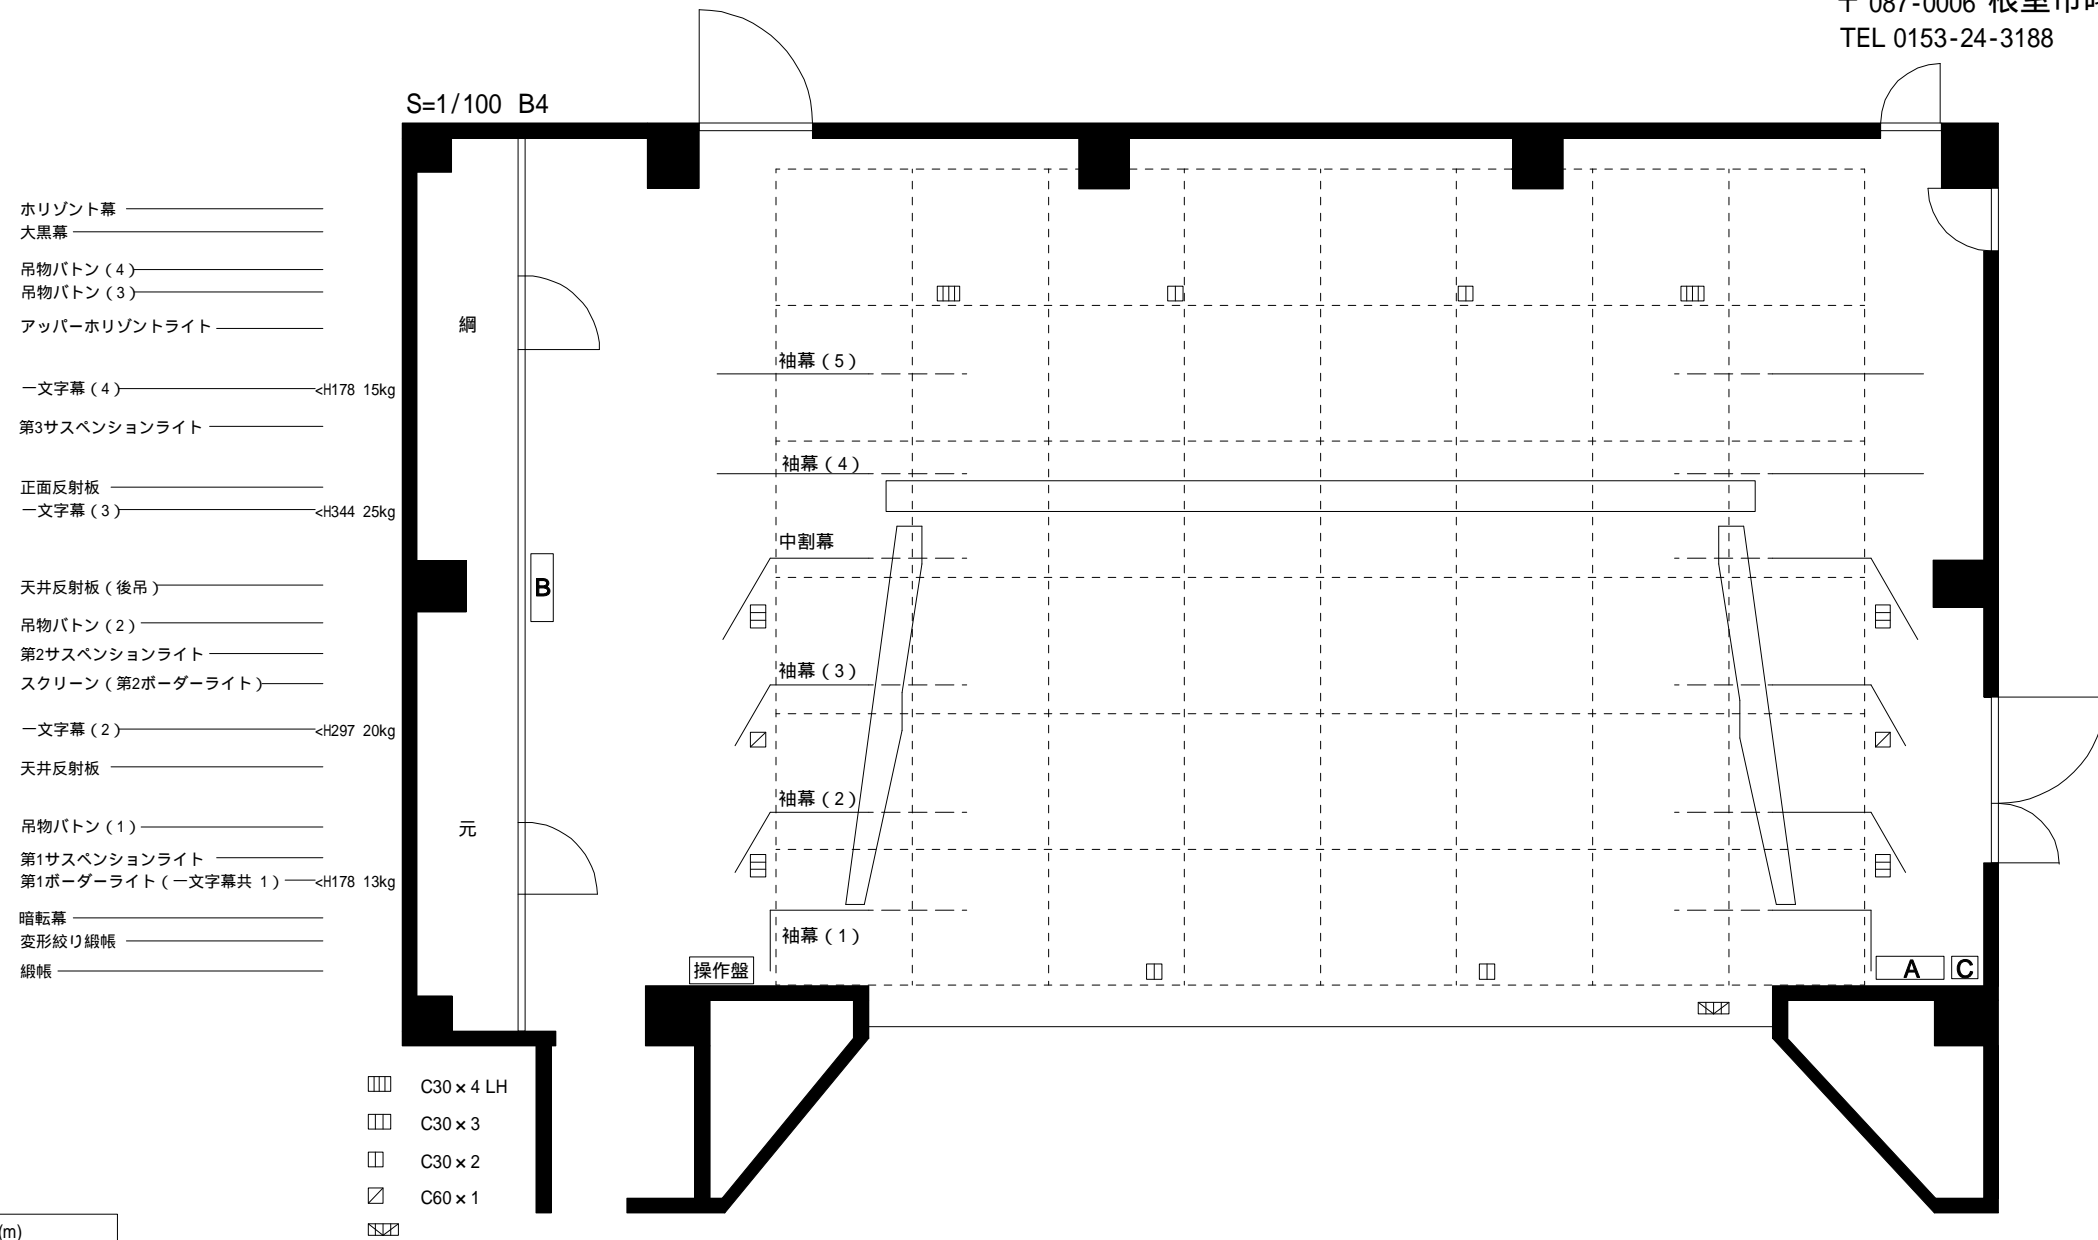 〒 087-0006 根室市
TEL 0153-24-3188
S=1/100 B4
ホリゾント幕
大黒幕
吊物バトン（4）
吊物バトン（3）
アッパーホリゾントライト
一文字幕（4） <H178 15kg
第3サスペンションライト
正面反射板
一文字幕（3） <H344 25kg
天井反射板（後吊）
吊物バトン（2）
第2サスペンションライト
スクリーン（第2ボーダーライト）
一文字幕（2） <H297 20kg
天井反射板
吊物バトン（1）
第1サスペンションライト
第1ボーダーライト（一文字幕共 1） <H178 13kg
暗転幕
変形絞り緞帳
緞帳
綱
元
B
袖幕（5）
袖幕（4）
中割幕
袖幕（3）
袖幕（2）
袖幕（1）
操作盤
A
C
C30×4 LH
C30×3
C30×2
C60×1
(m)